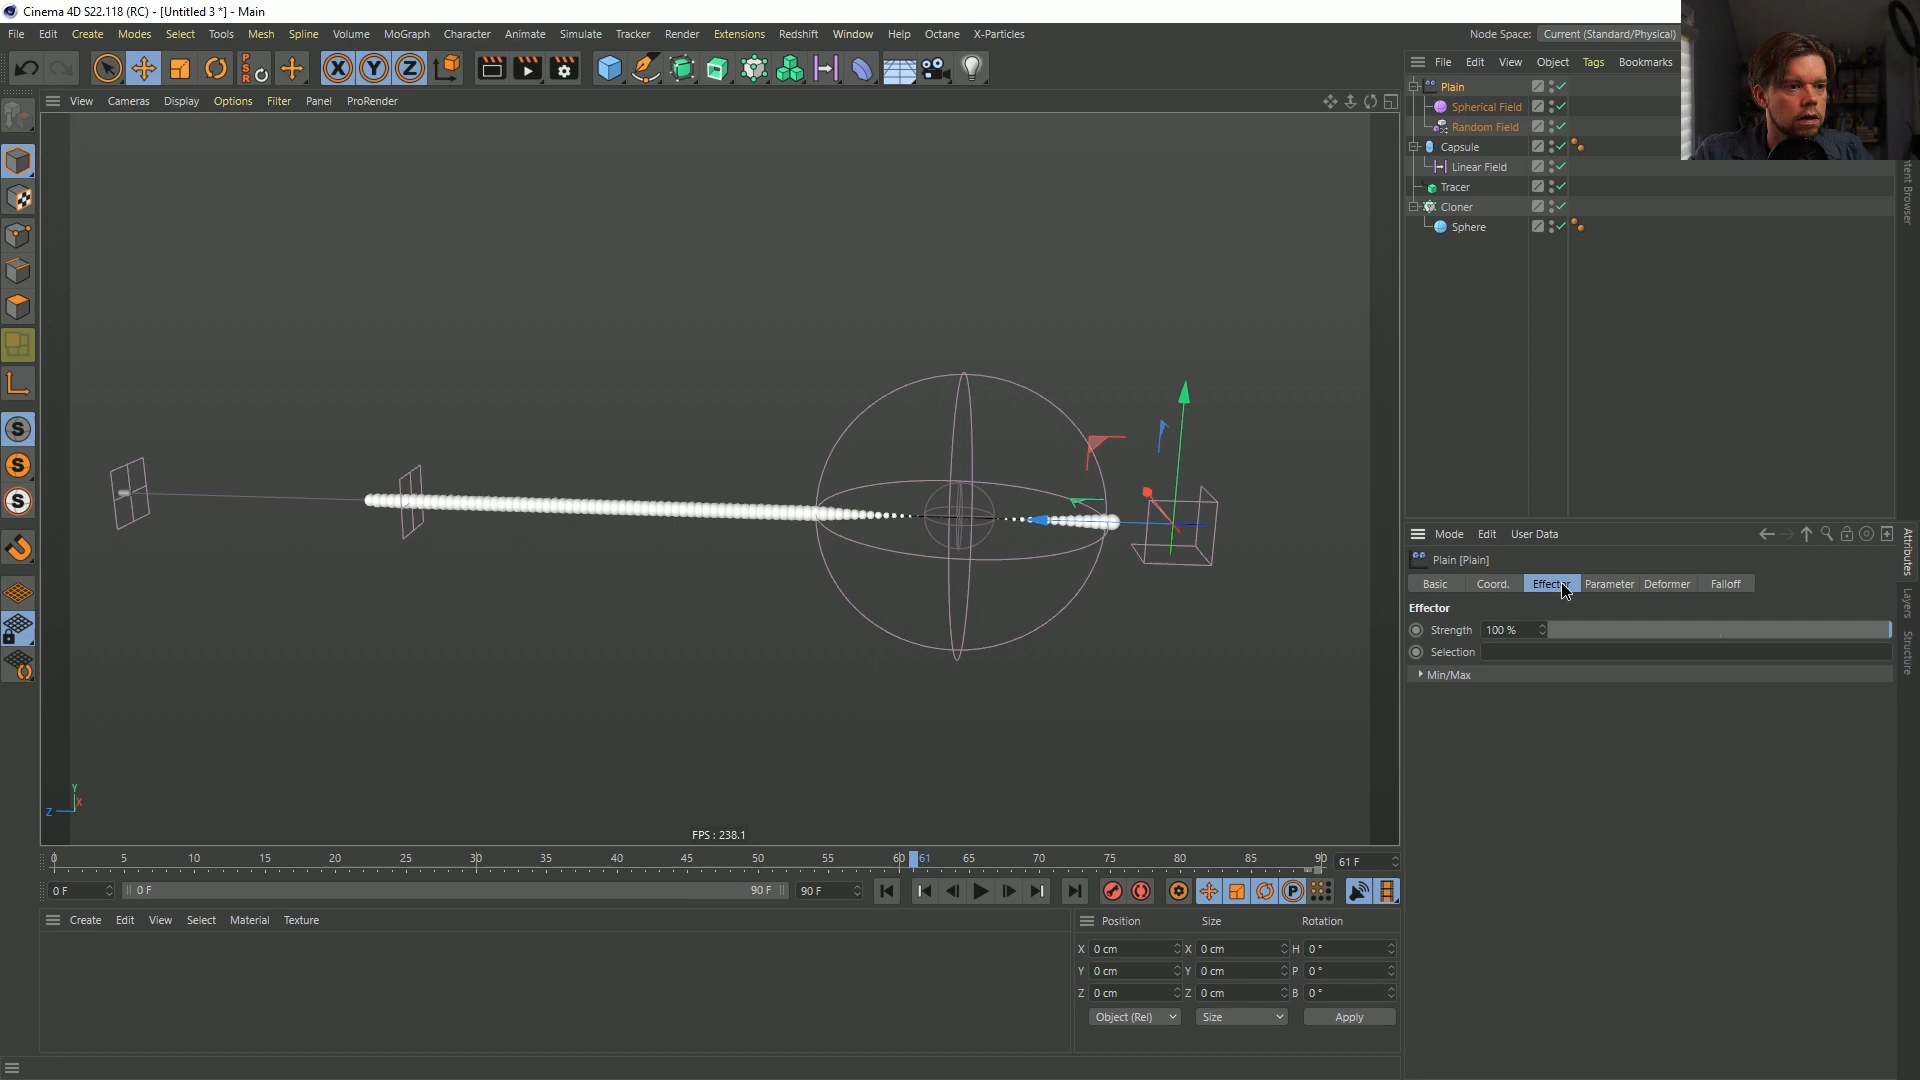 Cinema 4D S22.118 (RC) - [Untitled 3 *] - Main
File Edit Create Modes Select Tools Mesh Spline Volume MoGraph Character Animate Simulate Tracker Render Extensions Redshift Window Help Octane X-Particles
Node Space: Current (Standard/Physical)
PSR X Y Z
View Cameras Display Options Filter Panel ProRender
File Edit View Object Tags Bookmarks
Plain
Spherical Field
Random Field
Capsule
Linear Field
Tracer
Cloner
Sphere
Mode Edit User Data
Plain [Plain]
Basic Coord. Effector Parameter Deformer Falloff
Effector
Strength 100 %
Selection
Min/Max
Attributes
Layers
Structure
S
S
S
Y
X
Z
FPS : 238.1
0 5 10 15 20 25 30 35 40 45 50 55 60 61 65 70 75 80 85 90 61 F
0 F 0 F 90 F 90 F P
Create Edit View Select Material Texture
Position Size Rotation
X 0 cm X 0 cm H 0 °
Y 0 cm Y 0 cm P 0 °
Z 0 cm Z 0 cm B 0 °
Object (Rel) Size Apply